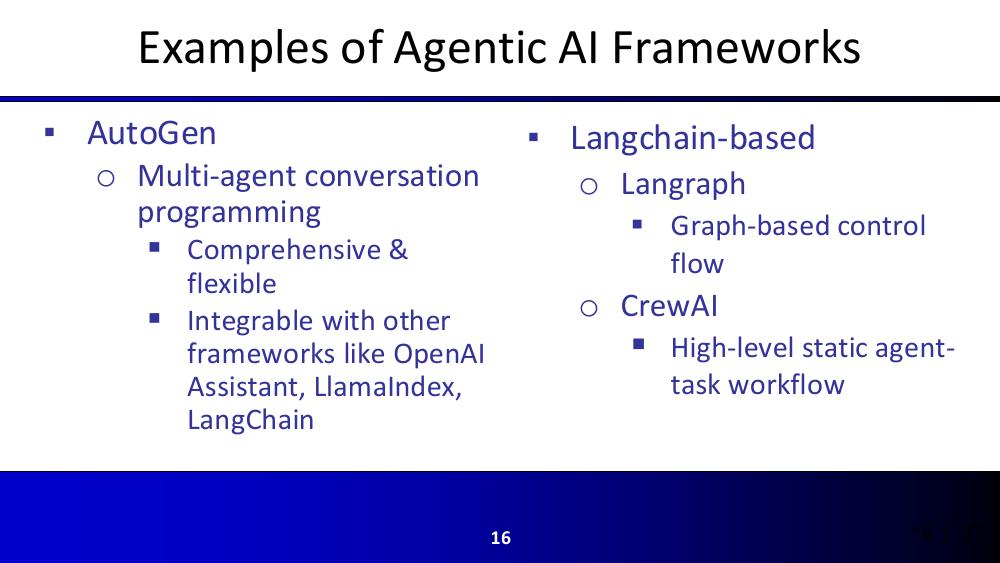 Examples of Agentic AI Frameworks
▪ AutoGen
o Multi-agent conversation
programming
▪ Comprehensive &
flexible
▪ Integrable with other
frameworks like OpenAI
Assistant, LlamaIndex,
LangChain
▪ Langchain-based
o Langraph
▪ Graph-based control
flow
o CrewAI
▪ High-level static agent-
task workflow
16